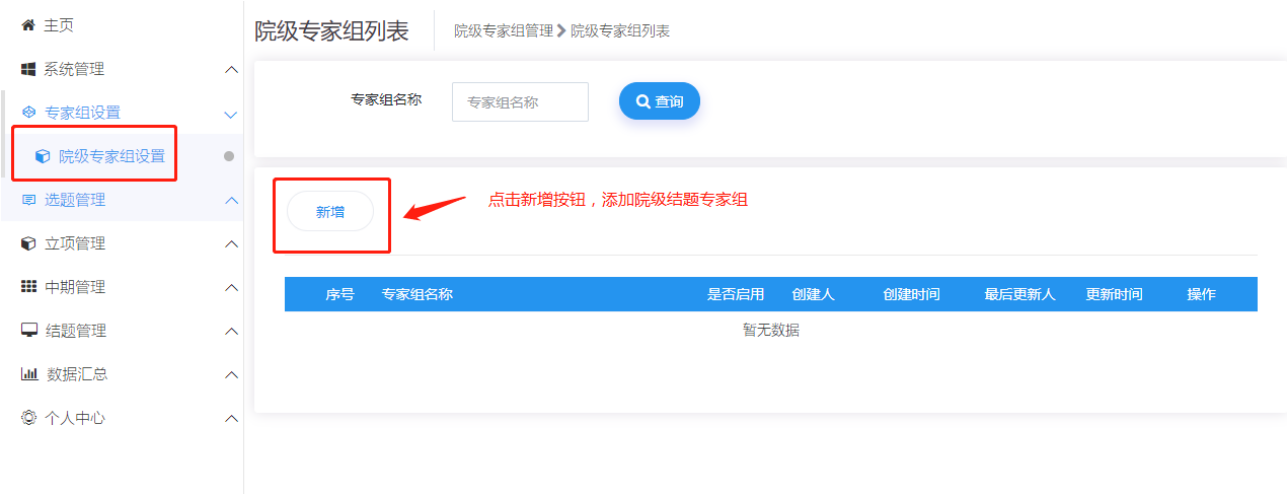 主页
系统管理
专家组设置
院级专家组设置
选题管理
立项管理
中期管理
结题管理
数据汇总
个人中心
院级专家组列表
院级专家组管理 院级专家组列表
专家组名称 专家组名称 查询
新增 点击新增按钮，添加院级结题专家组
序号 专家组名称 是否启用 创建人 创建时间 最后更新人 更新时间 操作
暂无数据